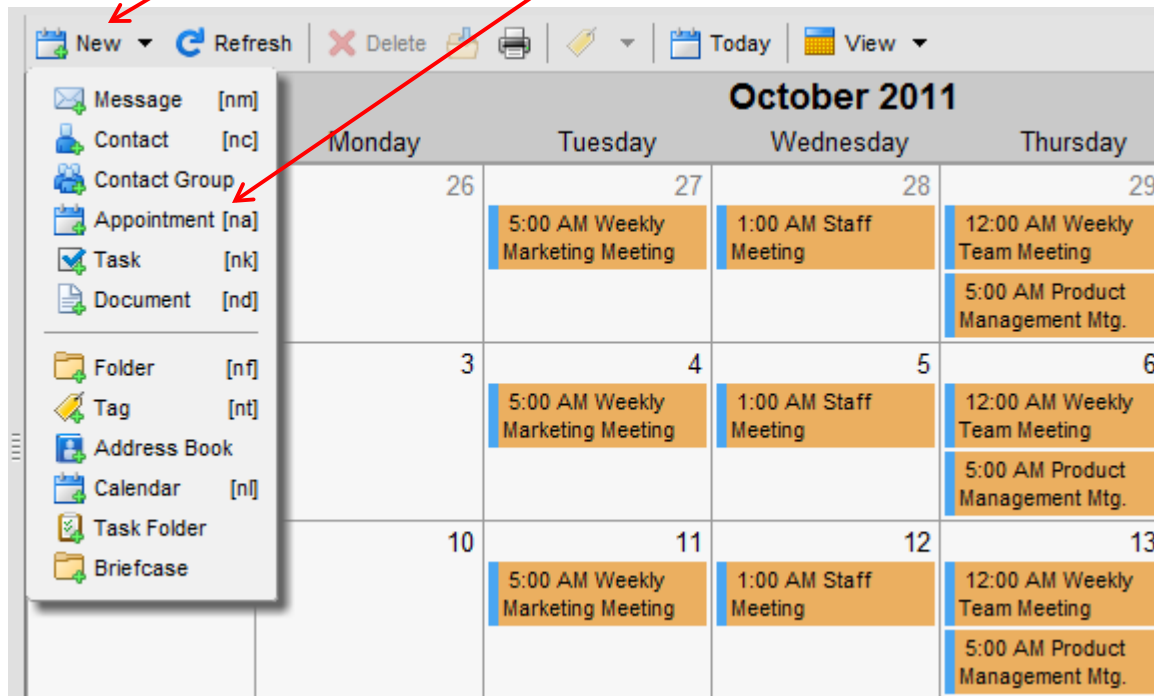 New Refresh Delete Today View
October 2011
Monday Tuesday Wednesday Thursday
Message [nm]
Contact [nc]
Contact Group
Appointment [na]
Task [nk]
Document [nd]
Folder [nf]
Tag [nt]
Address Book
Calendar [nl]
Task Folder
Briefcase
26 27 28 29
5:00 AM Weekly
Marketing Meeting
1:00 AM Staff
Meeting
12:00 AM Weekly
Team Meeting
5:00 AM Product
Management Mtg.
3 4 5 6
5:00 AM Weekly
Marketing Meeting
1:00 AM Staff
Meeting
12:00 AM Weekly
Team Meeting
5:00 AM Product
Management Mtg.
10 11 12 13
5:00 AM Weekly
Marketing Meeting
1:00 AM Staff
Meeting
12:00 AM Weekly
Team Meeting
5:00 AM Product
Management Mtg.